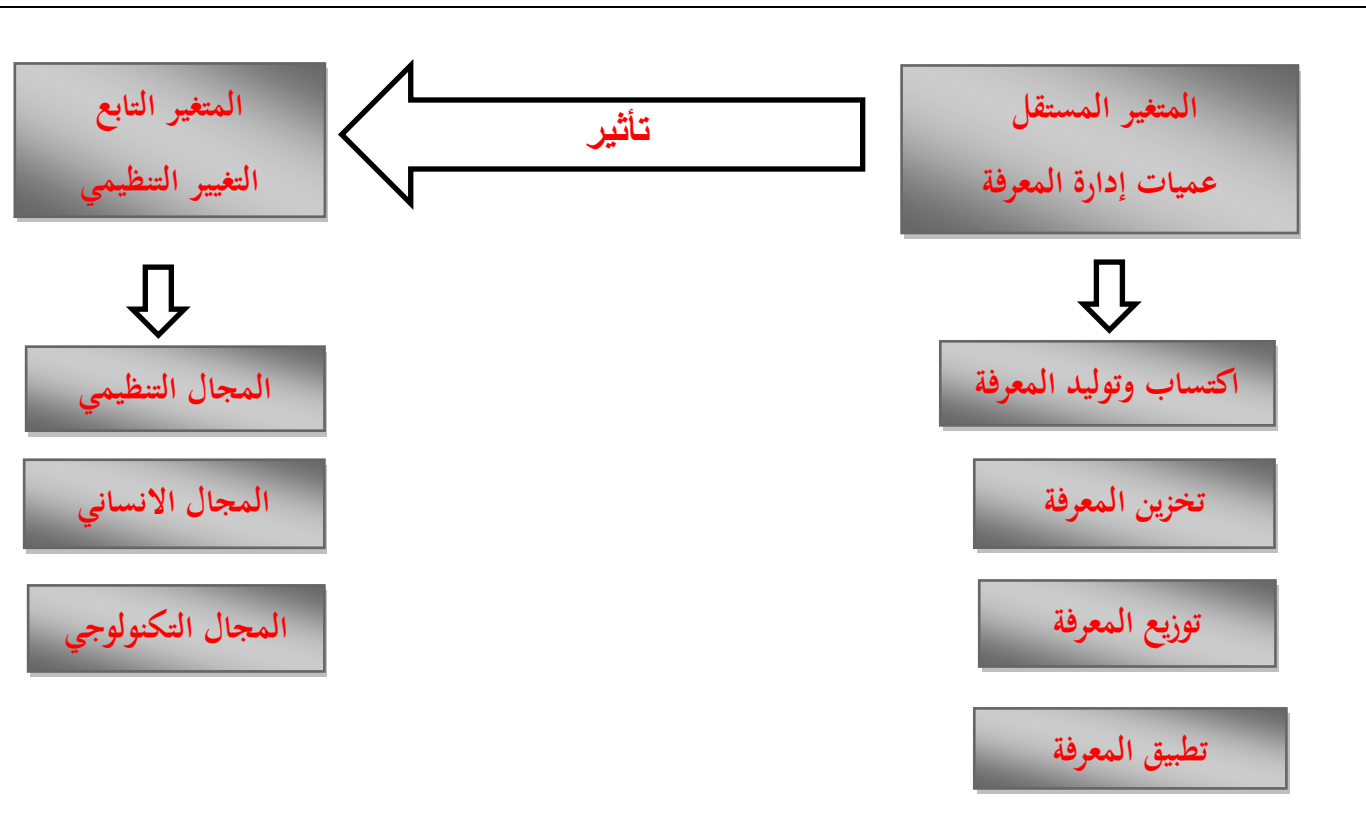 المتغير المستقل
عميات إدارة المعرفة
تأثير
المتغير التابع
التغيير التنظيمي
اكتساب وتوليد المعرفة
تخزين المعرفة
توزيع المعرفة
تطبيق المعرفة
المجال التنظيمي
المجال الانساني
المجال التكنولوجي